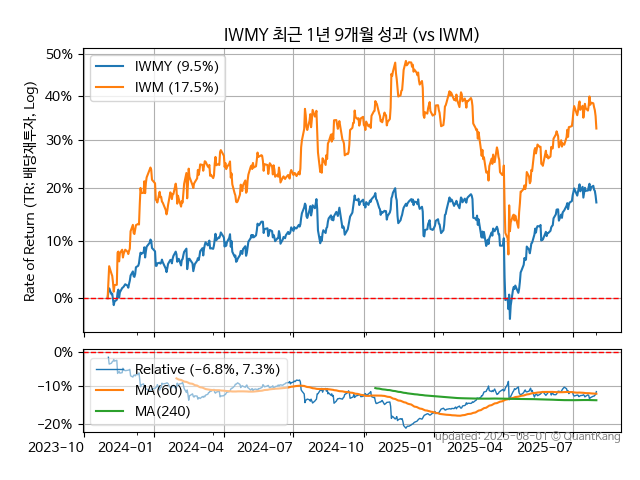 IWMY 최근 1년 9개월 성과 (vs IWM)
50%
40%
30%
20%
10%
0%
Rate of Return (TR: 배당재투자, Log)
IWMY (9.5%)
IWM (17.5%)
0%
−10%
−20%
Relative (−6.8%, 7.3%)
MA(60)
MA(240)
2023−10
2024−01
2024−04
2024−07
2024−10
2025−01
2025−04
2025−07
updated: 2025−08−01 © QuantKang